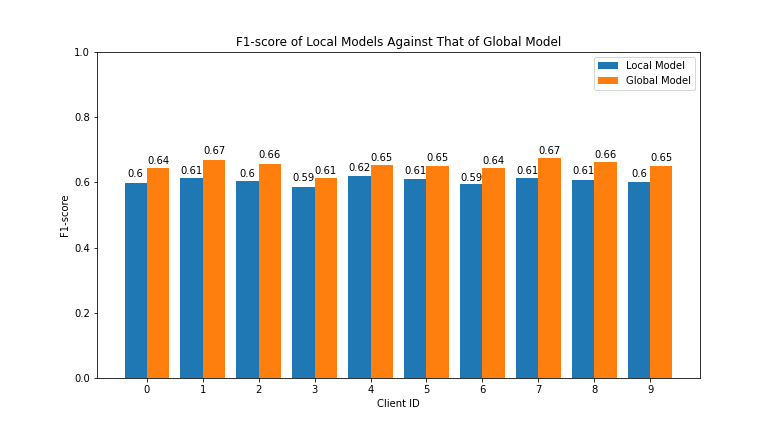 F1-score of Local Models Against That of Global Model
1.0
0.8
0.6
0.4
0.2
0.0
F1-score
Local Model
Global Model
0.6 0.64 0.61 0.67 0.6 0.66 0.59 0.61 0.62 0.65 0.61 0.65 0.59 0.64 0.61 0.67 0.61 0.66 0.6 0.65
0 1 2 3 4 5 6 7 8 9
Client ID